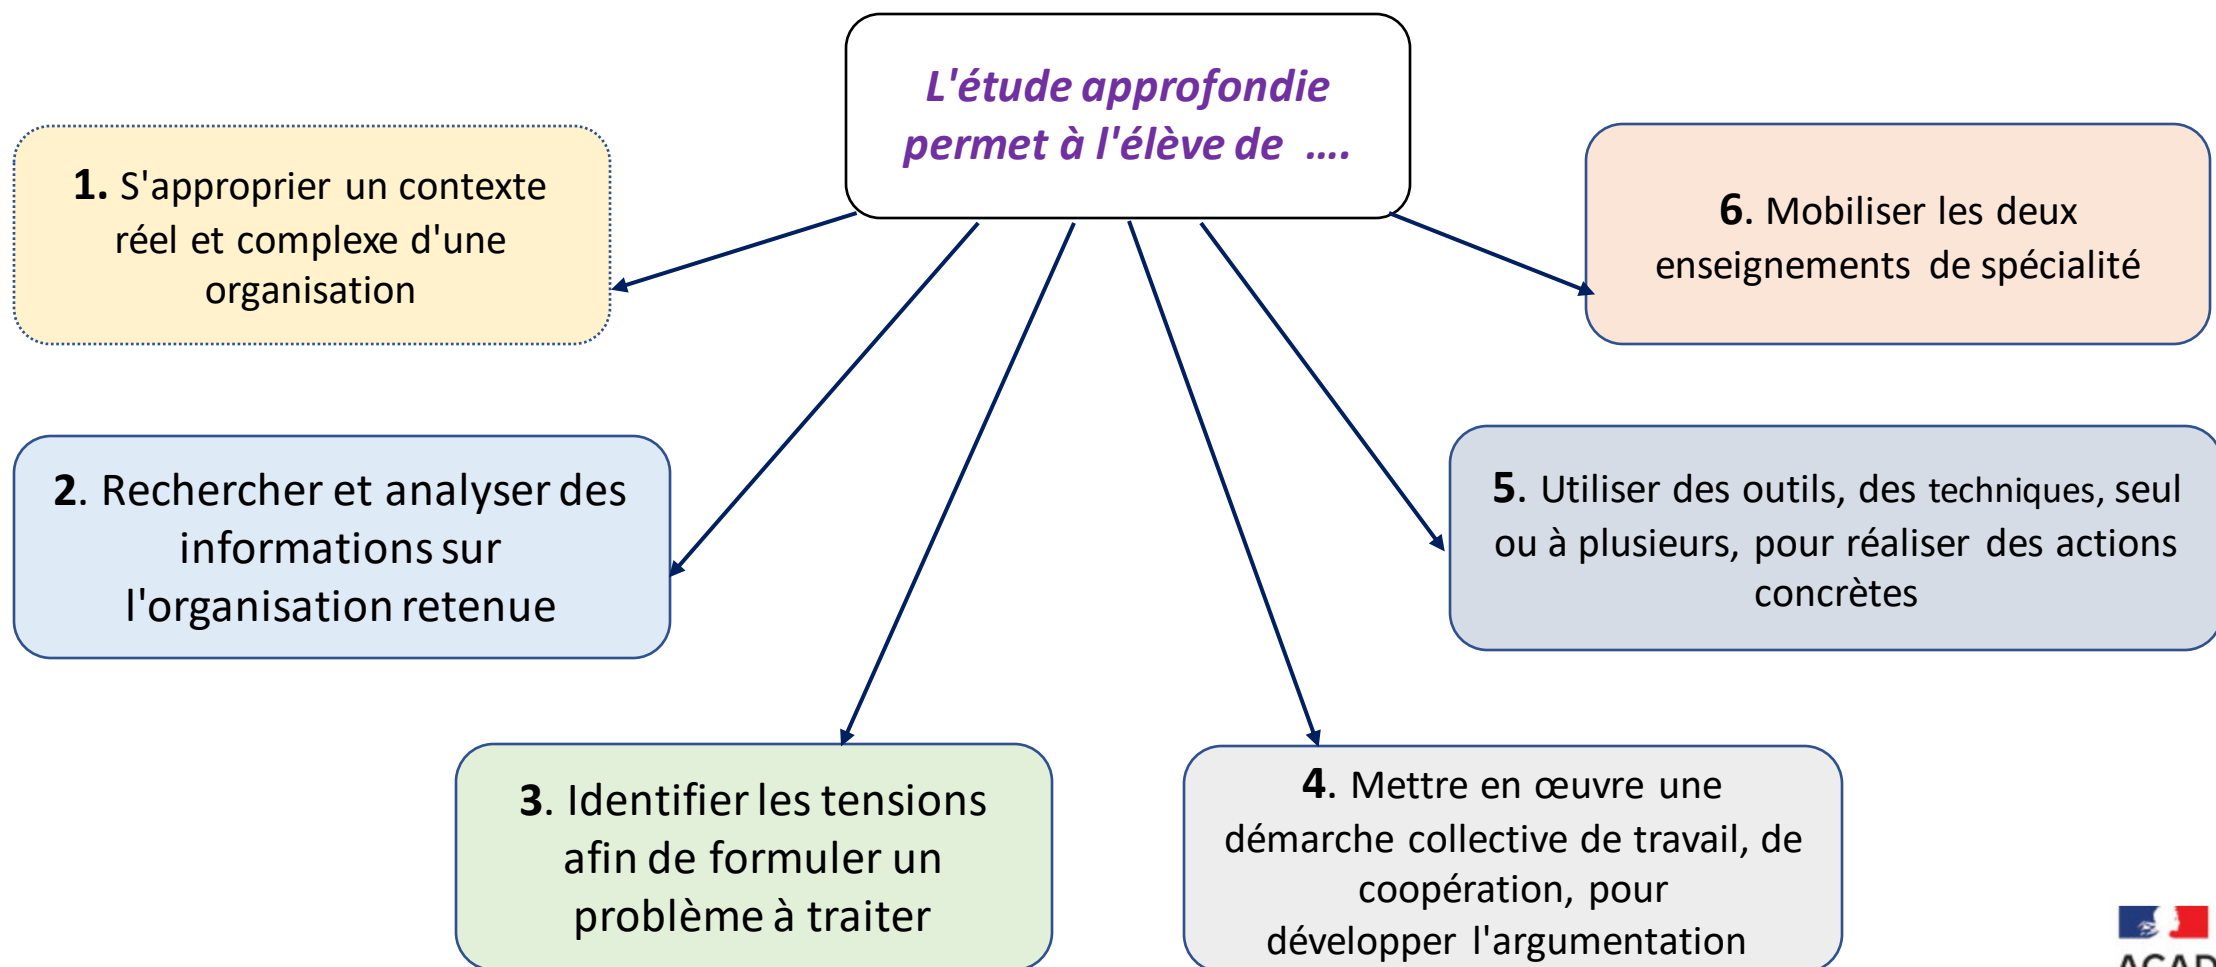 L'étude approfondie
permet à l'élève de ....
1. S'approprier un contexte
réel et complexe d'une
organisation
2. Rechercher et analyser des
informations sur
l'organisation retenue
3. Identifier les tensions
afin de formuler un
problème à traiter
4. Mettre en œuvre une
démarche collective de travail, de
coopération, pour
développer l'argumentation
5. Utiliser des outils, des techniques, seul
ou à plusieurs, pour réaliser des actions
concrètes
6. Mobiliser les deux
enseignements de spécialité